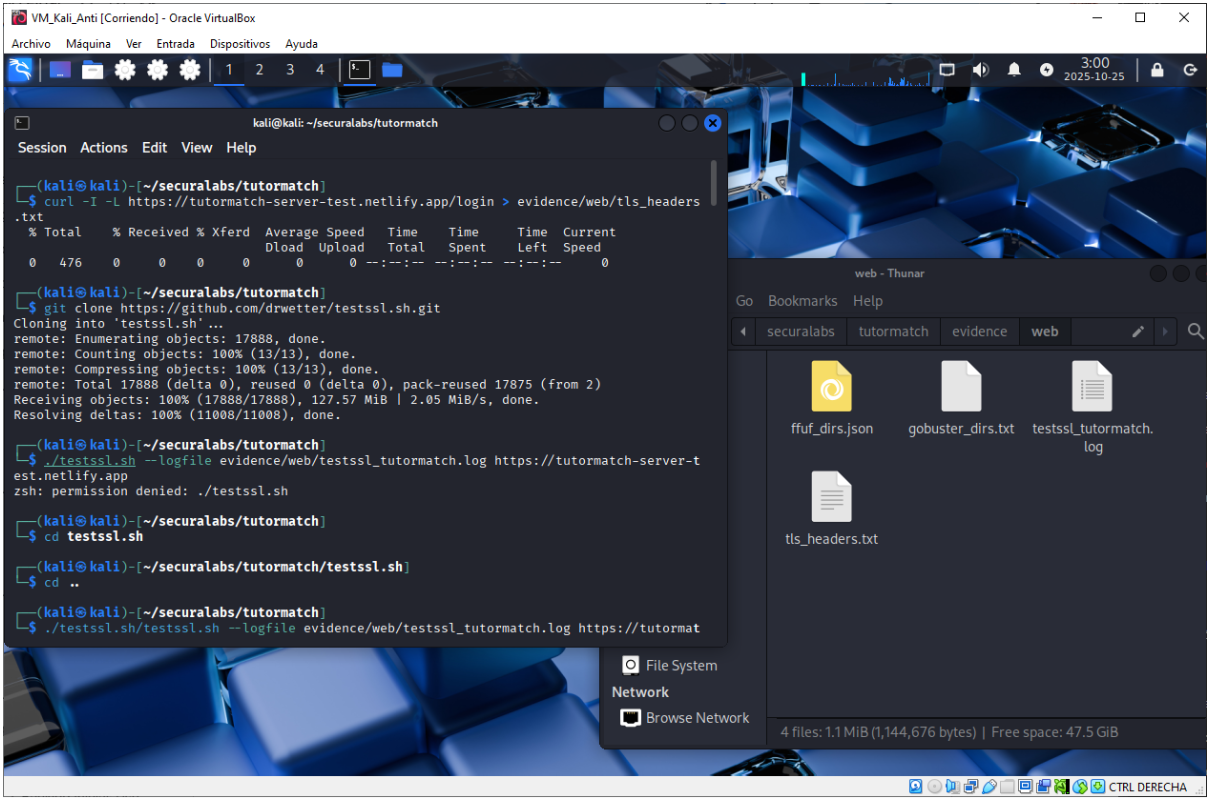 VM_Kali_Anti [Corriendo] - Oracle VirtualBox
Archivo Máquina Ver Entrada Dispositivos Ayuda
1 2 3 4
3:00
2025-10-25
kali@kali: ~/securalabs/tutormatch
Session Actions Edit View Help
┌──(kali㉿kali)-[~/securalabs/tutormatch]
└─$ curl -I -L https://tutormatch-server-test.netlify.app/login > evidence/web/tls_headers
.txt
% Total % Received % Xferd Average Speed Time Time Time Current
Dload Upload Total Spent Left Speed
0 476 0 0 0 0 0 0 --:--:-- --:--:-- --:--:-- 0
┌──(kali㉿kali)-[~/securalabs/tutormatch]
└─$ git clone https://github.com/drwetter/testssl.sh.git
Cloning into 'testssl.sh'...
remote: Enumerating objects: 17888, done.
remote: Counting objects: 100% (13/13), done.
remote: Compressing objects: 100% (13/13), done.
remote: Total 17888 (delta 0), reused 0 (delta 0), pack-reused 17875 (from 2)
Receiving objects: 100% (17888/17888), 127.57 MiB | 2.05 MiB/s, done.
Resolving deltas: 100% (11008/11008), done.
┌──(kali㉿kali)-[~/securalabs/tutormatch]
└─$ ./testssl.sh --logfile evidence/web/testssl_tutormatch.log https://tutormatch-server-t
est.netlify.app
zsh: permission denied: ./testssl.sh
┌──(kali㉿kali)-[~/securalabs/tutormatch]
└─$ cd testssl.sh
┌──(kali㉿kali)-[~/securalabs/tutormatch/testssl.sh]
└─$ cd ..
┌──(kali㉿kali)-[~/securalabs/tutormatch]
└─$ ./testssl.sh/testssl.sh --logfile evidence/web/testssl_tutormatch.log https://tutormat
web - Thunar
Go Bookmarks Help
securalabs tutormatch evidence web
ffuf_dirs.json
gobuster_dirs.txt
testssl_tutormatch.
log
tls_headers.txt
File System
Network
Browse Network
4 files: 1.1 MiB (1,144,676 bytes) | Free space: 47.5 GiB
CTRL DERECHA